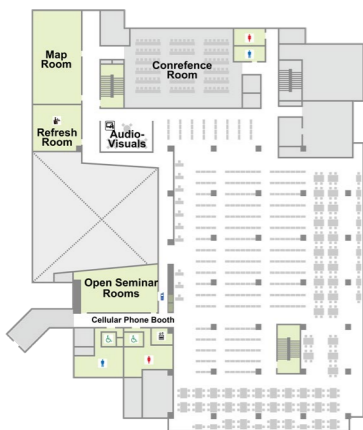 Map
Room
Conrefence
Room
Refresh
Room
Audio-
Visuals
Open Seminar
Rooms
Cellular Phone Booth